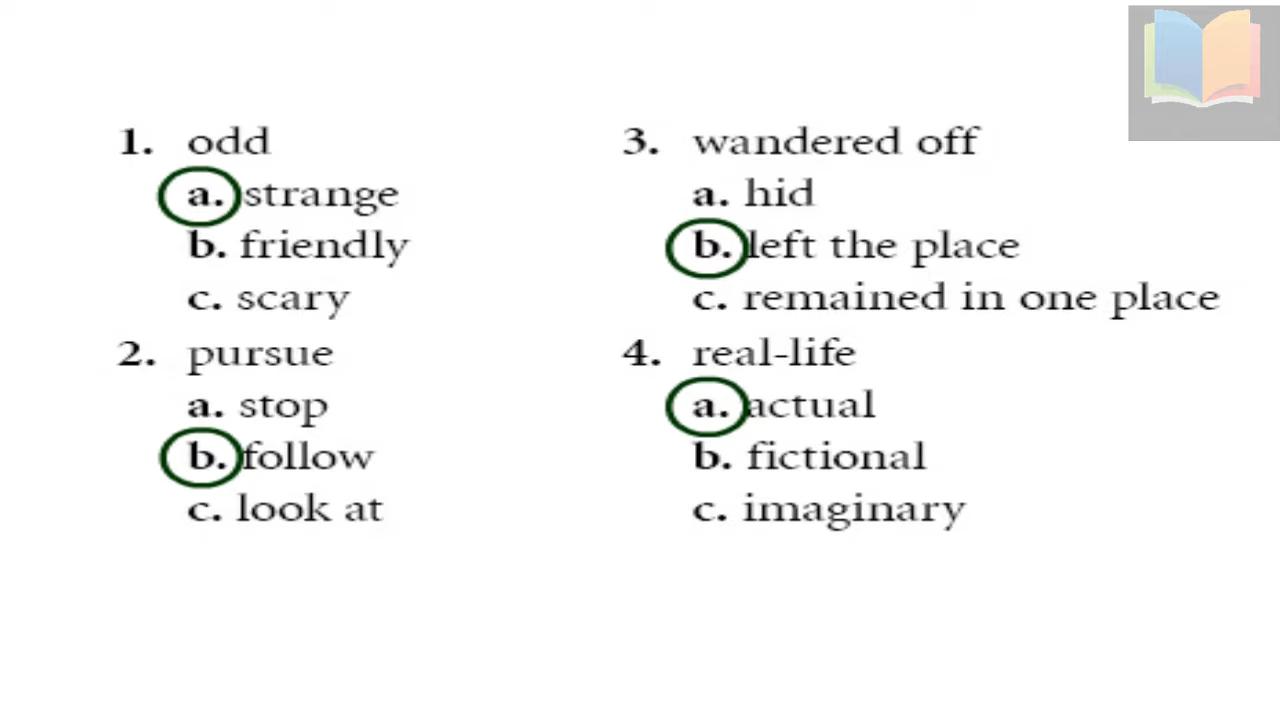 1. odd
a. strange
b. friendly
c. scary
2. pursue
a. stop
b. follow
c. look at
3. wandered off
a. hid
b. left the place
c. remained in one place
4. real-life
a. actual
b. fictional
c. imaginary